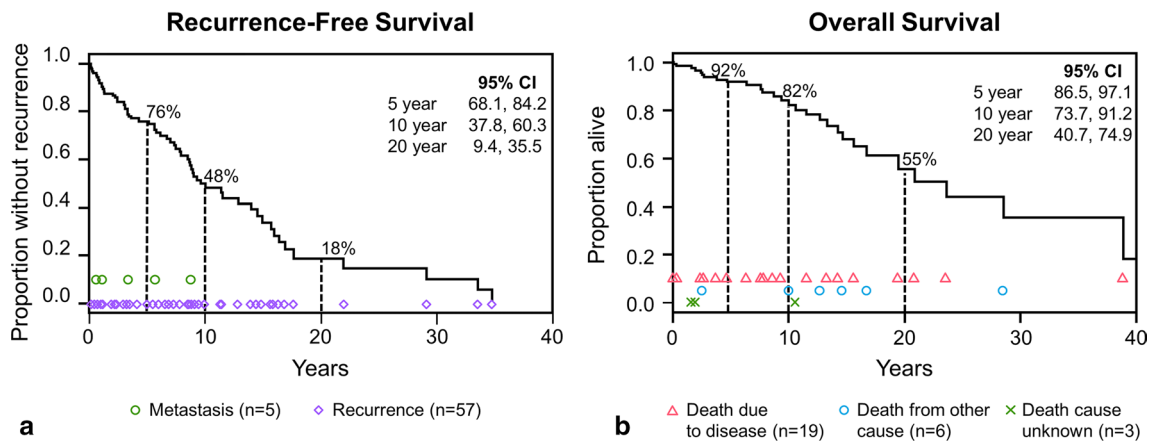 Recurrence-Free Survival
Proportion without recurrence
1.0
0.8
0.6
0.4
0.2
0.0
76%
48%
18%
95% CI
5 year 68.1, 84.2
10 year 37.8, 60.3
20 year 9.4, 35.5
0 10 20 30 40
Years
Metastasis (n=5) Recurrence (n=57)
a
Overall Survival
Proportion alive
1.0
0.8
0.6
0.4
0.2
0.0
92%
82%
55%
95% CI
5 year 86.5, 97.1
10 year 73.7, 91.2
20 year 40.7, 74.9
0 10 20 30 40
Years
Death due
to disease (n=19)
Death from other
cause (n=6)
Death cause
unknown (n=3)
b